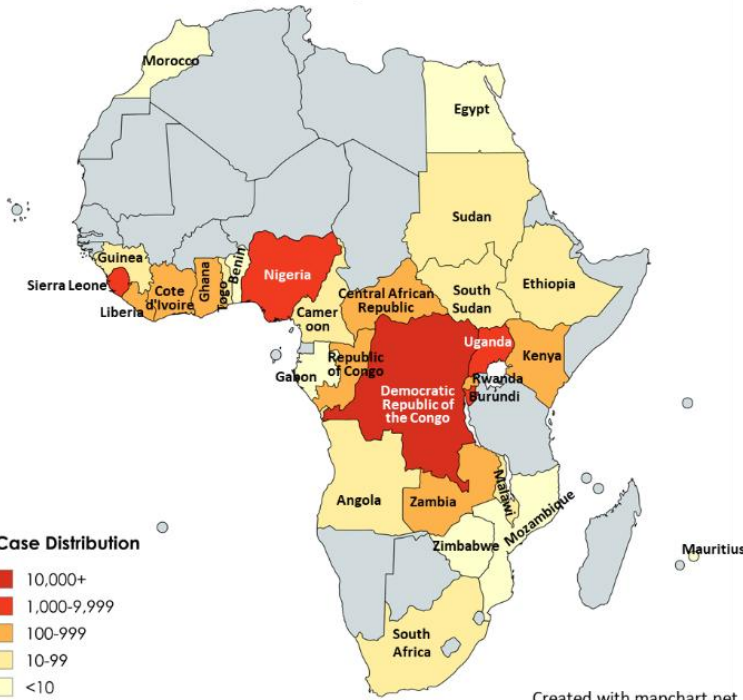 Morocco
Egypt
Sudan
Guinea
Sierra Leone
Liberia
Cote
d'Ivoire
Ghana
Togo
Benin
Nigeria
Camer
oon
Central African
Republic
South
Sudan
Ethiopia
Uganda
Kenya
Gabon
Republic
of Congo
Democratic
Republic of
the Congo
Rwanda
Burundi
Angola
Zambia
Malawi
Mozambique
Zimbabwe
Mauritius
South
Africa
Case Distribution
10,000+
1,000-9,999
100-999
10-99
<10
Created with mapchart.net